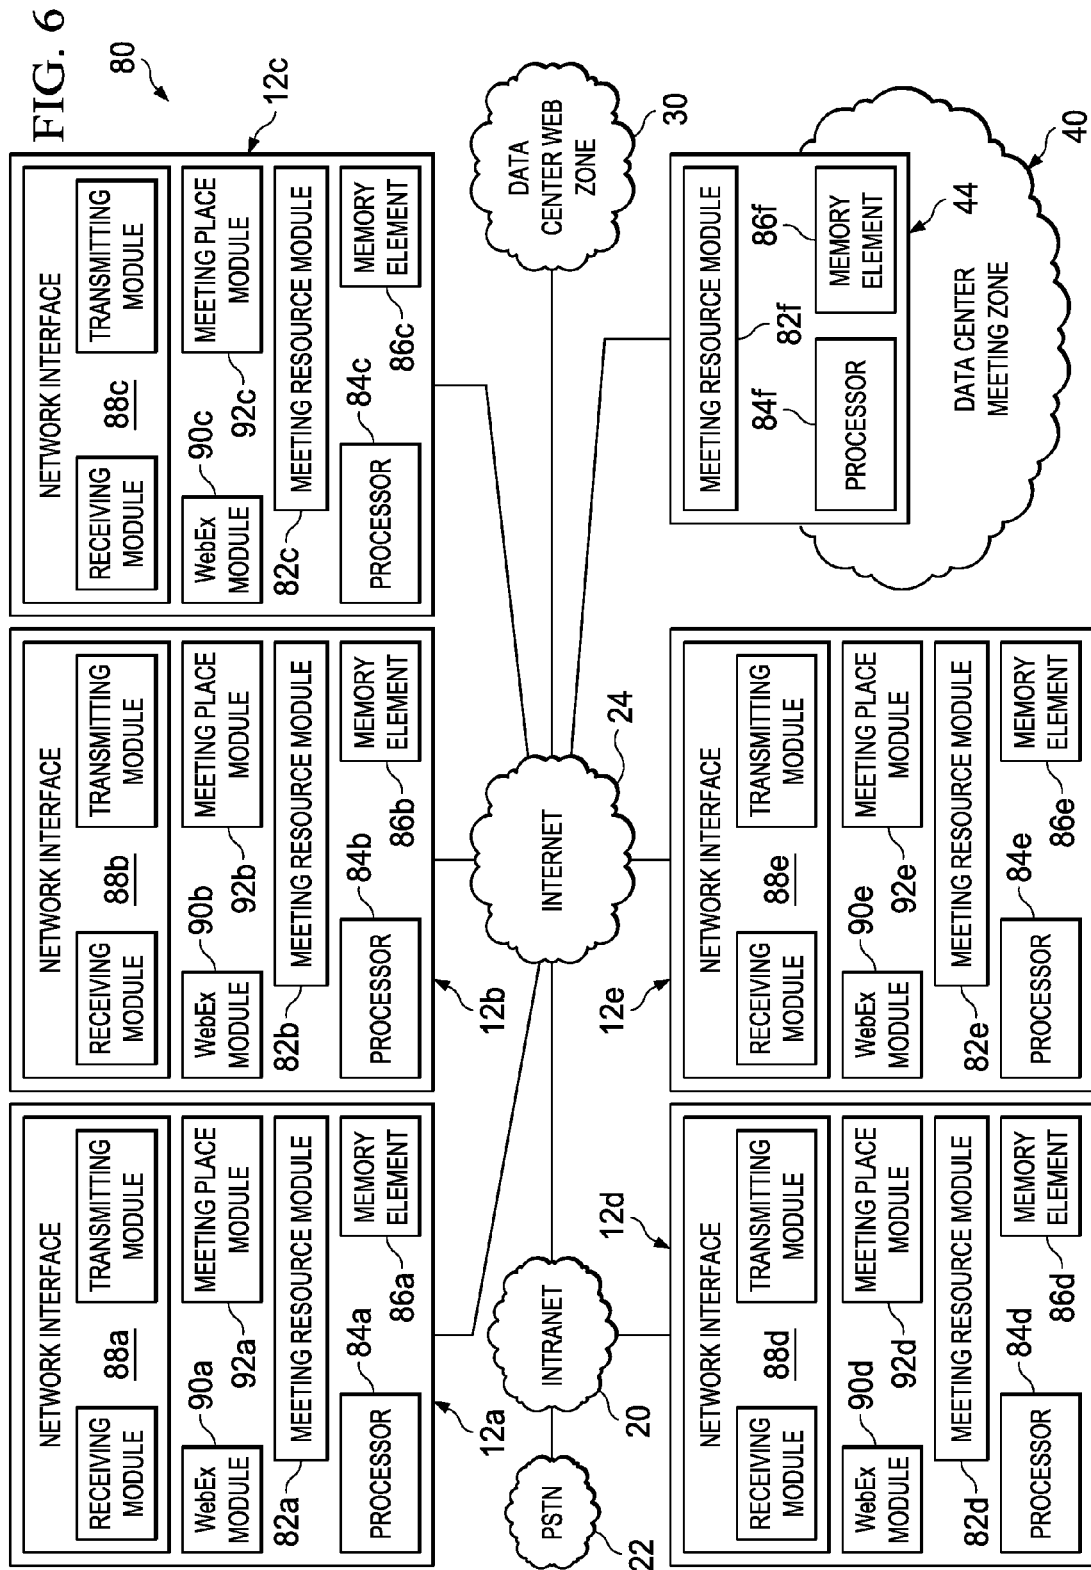 FIG. 6
80
NETWORK INTERFACE
RECEIVING
MODULE
88a
TRANSMITTING
MODULE
WebEx
MODULE
90a
MEETING PLACE
MODULE
92a
MEETING RESOURCE MODULE
82a
PROCESSOR
84a
MEMORY
ELEMENT
86a
12a
NETWORK INTERFACE
RECEIVING
MODULE
88b
TRANSMITTING
MODULE
WebEx
MODULE
90b
MEETING PLACE
MODULE
92b
MEETING RESOURCE MODULE
82b
PROCESSOR
84b
MEMORY
ELEMENT
86b
12b
NETWORK INTERFACE
RECEIVING
MODULE
88c
TRANSMITTING
MODULE
WebEx
MODULE
90c
MEETING PLACE
MODULE
92c
MEETING RESOURCE MODULE
82c
PROCESSOR
84c
MEMORY
ELEMENT
86c
12c
PSTN
22
INTRANET
20
INTERNET
24
DATA
CENTER WEB
ZONE
30
12d
NETWORK INTERFACE
RECEIVING
MODULE
88d
TRANSMITTING
MODULE
WebEx
MODULE
90d
MEETING PLACE
MODULE
92d
MEETING RESOURCE MODULE
82d
PROCESSOR
84d
MEMORY
ELEMENT
86d
12e
NETWORK INTERFACE
RECEIVING
MODULE
88e
TRANSMITTING
MODULE
WebEx
MODULE
90e
MEETING PLACE
MODULE
92e
MEETING RESOURCE MODULE
82e
PROCESSOR
84e
MEMORY
ELEMENT
86e
MEETING RESOURCE MODULE
82f
84f
PROCESSOR
86f
MEMORY
ELEMENT
44
DATA CENTER
MEETING ZONE
40